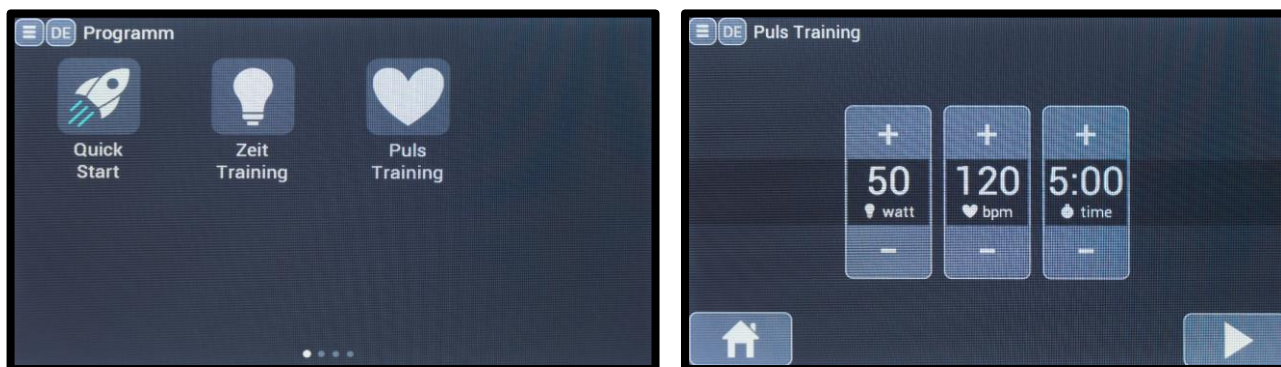 DE Programm
Quick
Start
Zeit
Training
Puls
Training
DE Puls Training
+ + +
50 120 5:00
watt bpm time
- - -